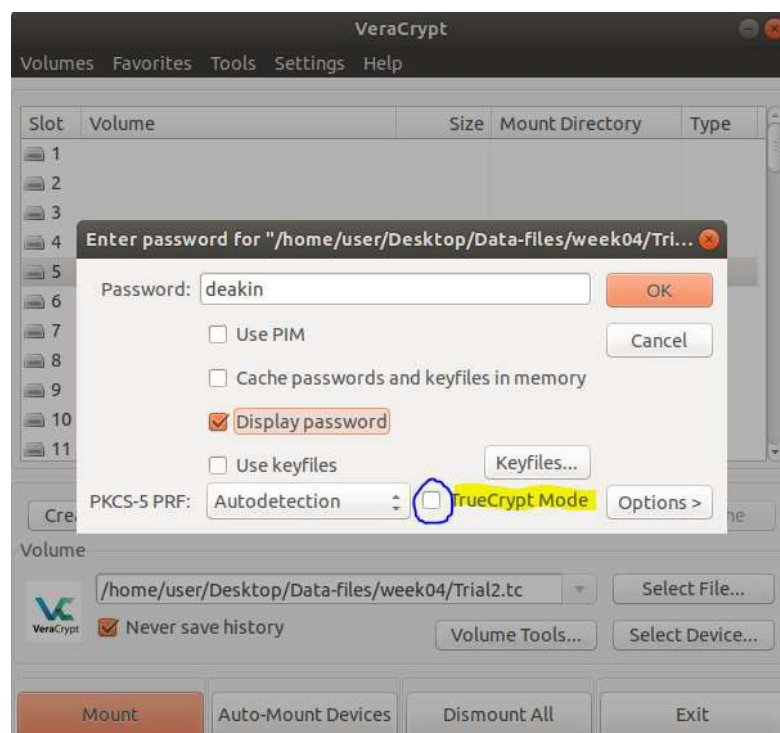 VeraCrypt
Volumes Favorites Tools Settings Help
Slot Volume Size Mount Directory Type
1
2
3
4
5
6
7
8
9
10
11
Enter password for "/home/user/Desktop/Data-files/week04/Tri...
Password: deakin OK
Use PIM Cancel
Cache passwords and keyfiles in memory
Display password
Use keyfiles Keyfiles...
PKCS-5 PRF: Autodetection TrueCrypt Mode Options >
Volume
/home/user/Desktop/Data-files/week04/Trial2.tc Select File...
VeraCrypt Never save history Volume Tools... Select Device...
Mount Auto-Mount Devices Dismount All Exit